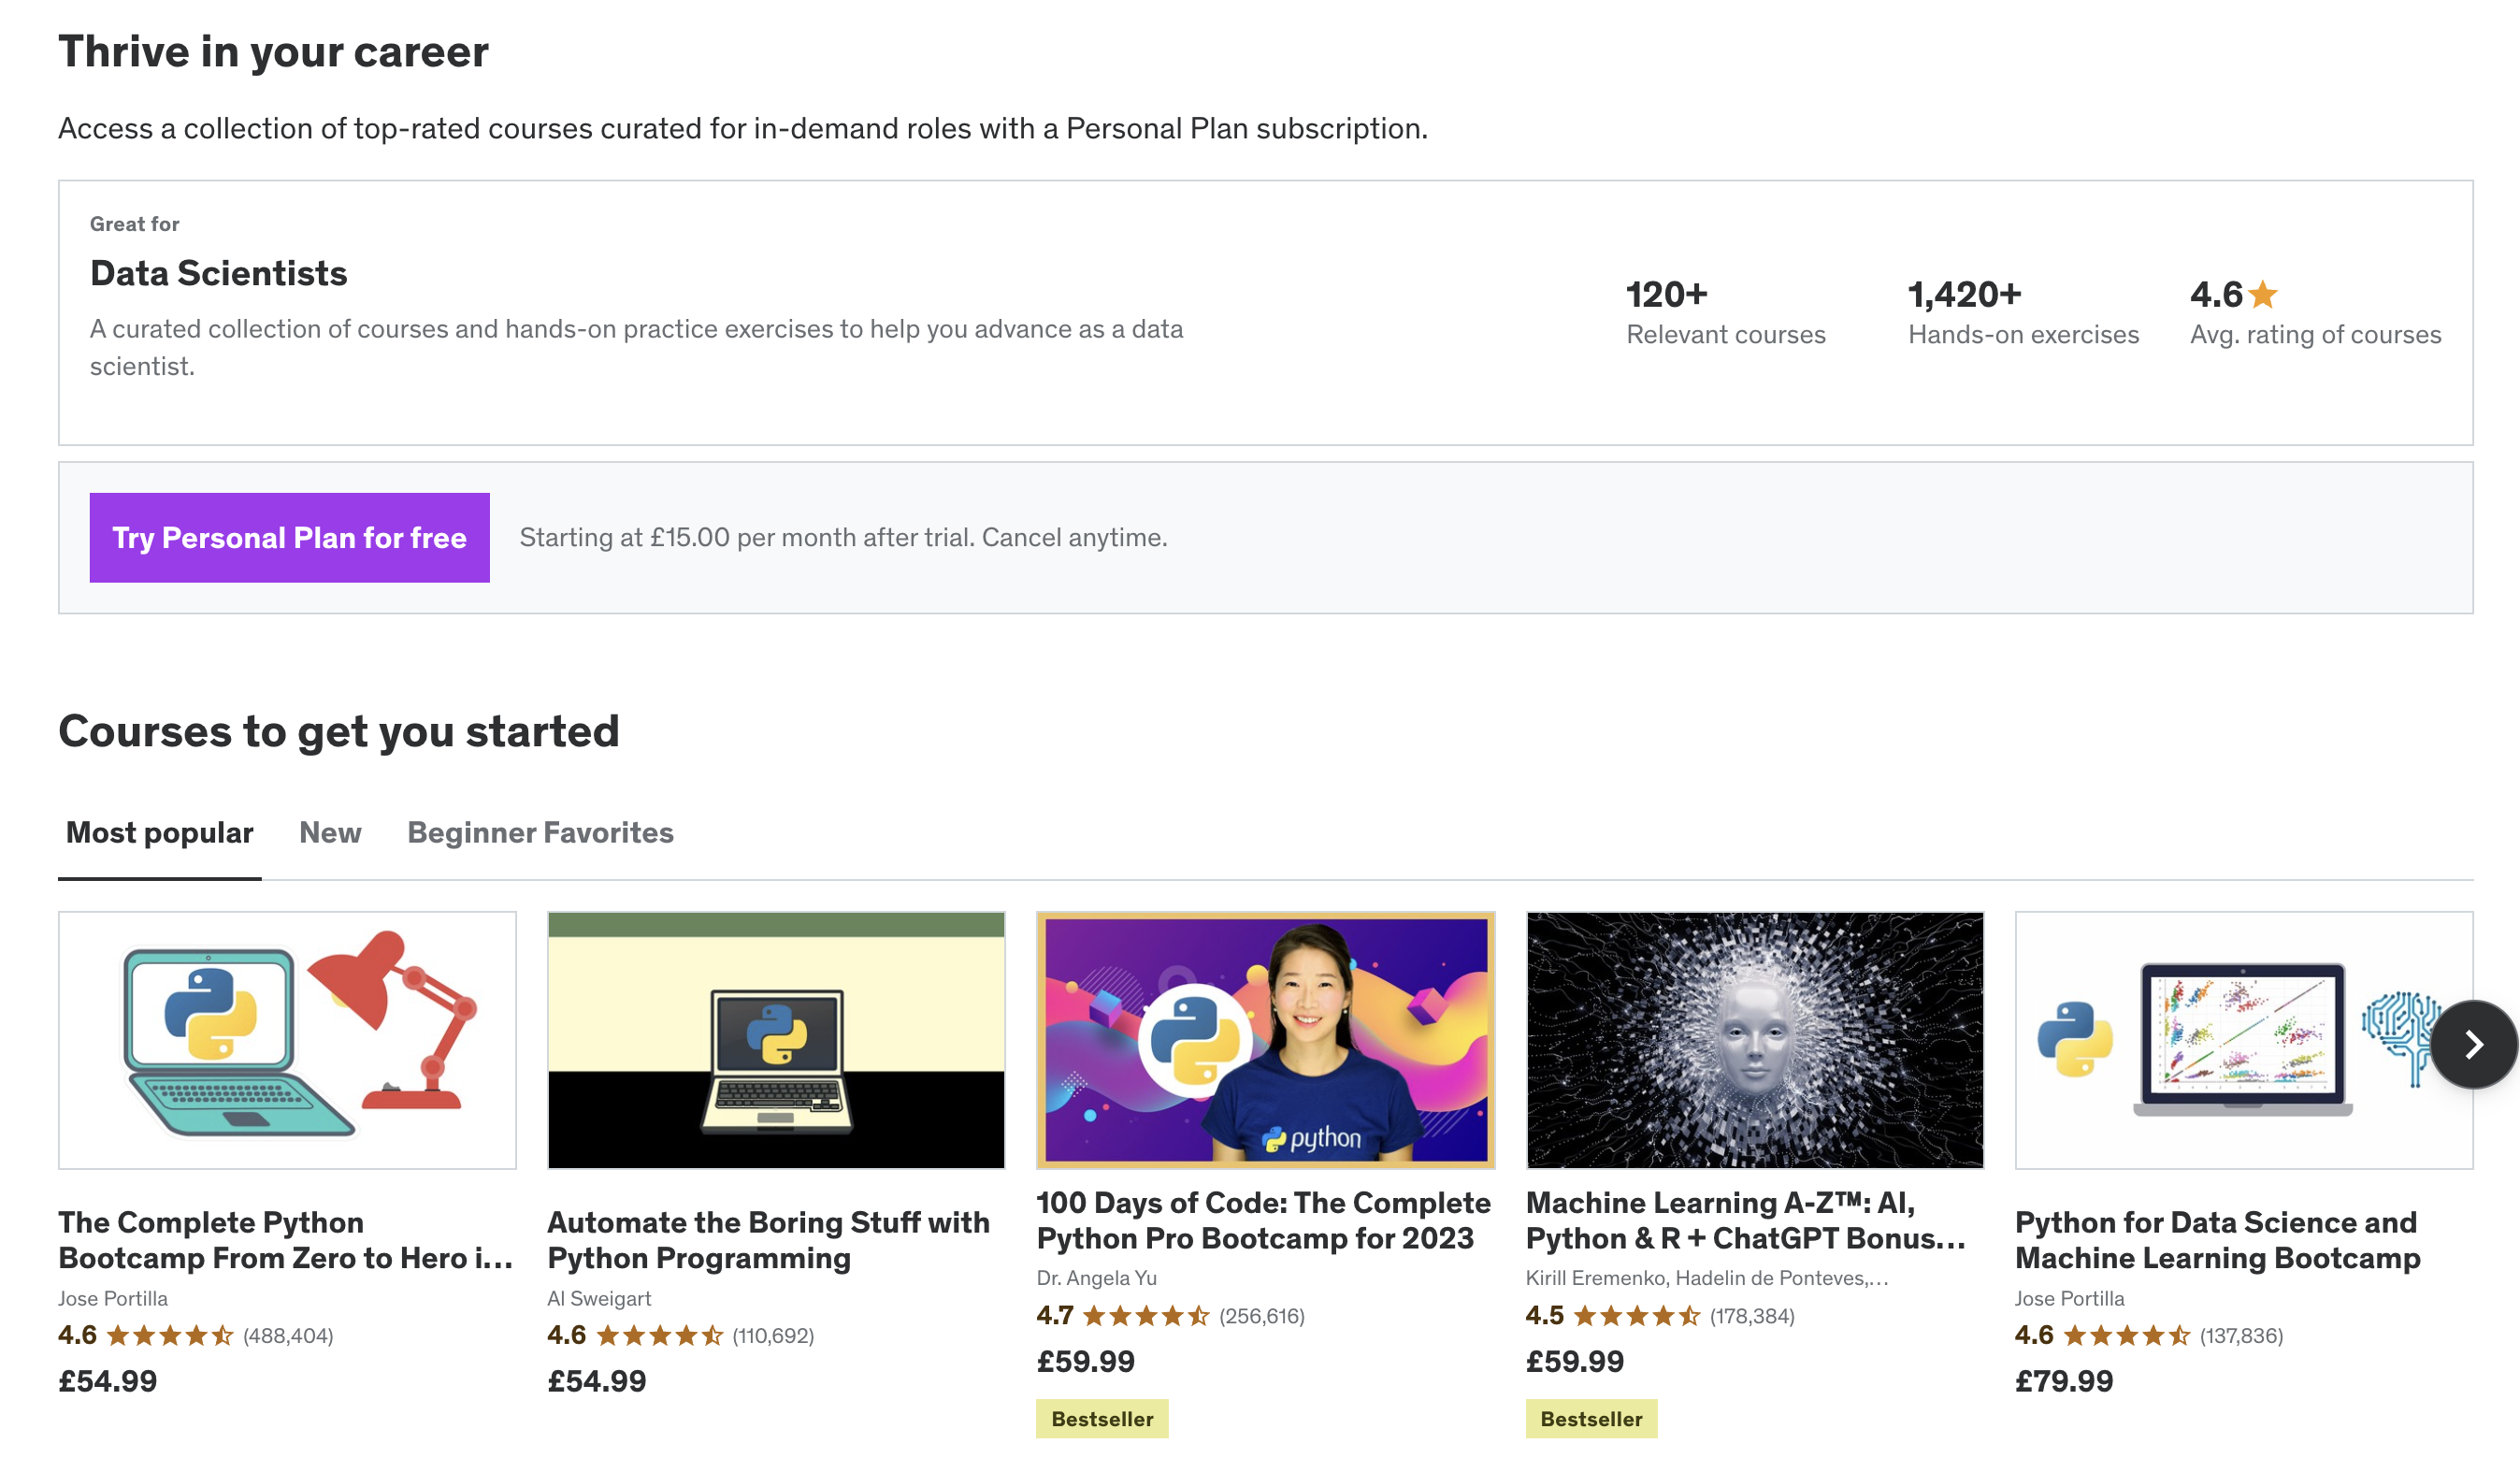 Thrive in your career
Access a collection of top-rated courses curated for in-demand roles with a Personal Plan subscription.
Great for
Data Scientists
A curated collection of courses and hands-on practice exercises to help you advance as a data
scientist.
120+
Relevant courses
1,420+
Hands-on exercises
4.6
Avg. rating of courses
Try Personal Plan for free
Starting at £15.00 per month after trial. Cancel anytime.
Courses to get you started
Most popular
New
Beginner Favorites
python
The Complete Python
Bootcamp From Zero to Hero i...
Jose Portilla
4.6 (488,404)
£54.99
Automate the Boring Stuff with
Python Programming
Al Sweigart
4.6 (110,692)
£54.99
100 Days of Code: The Complete
Python Pro Bootcamp for 2023
Dr. Angela Yu
4.7 (256,616)
£59.99
Bestseller
Machine Learning A-Z™: AI,
Python & R + ChatGPT Bonus...
Kirill Eremenko, Hadelin de Ponteves,...
4.5 (178,384)
£59.99
Bestseller
Python for Data Science and
Machine Learning Bootcamp
Jose Portilla
4.6 (137,836)
£79.99